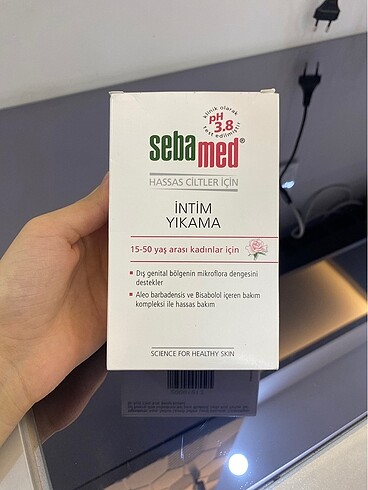 klinik olarak
pH
3.8
test edilmiştir
sebamed®
HASSAS CİLTLER İÇİN
İNTİM
YIKAMA
15-50 yaş arası kadınlar için
Dış genital bölgenin mikroflora dengesini
destekler
Aleo barbadensis ve Bisabolol içeren bakım
kompleksi ile hassas bakım
SCIENCE FOR HEALTHY SKIN